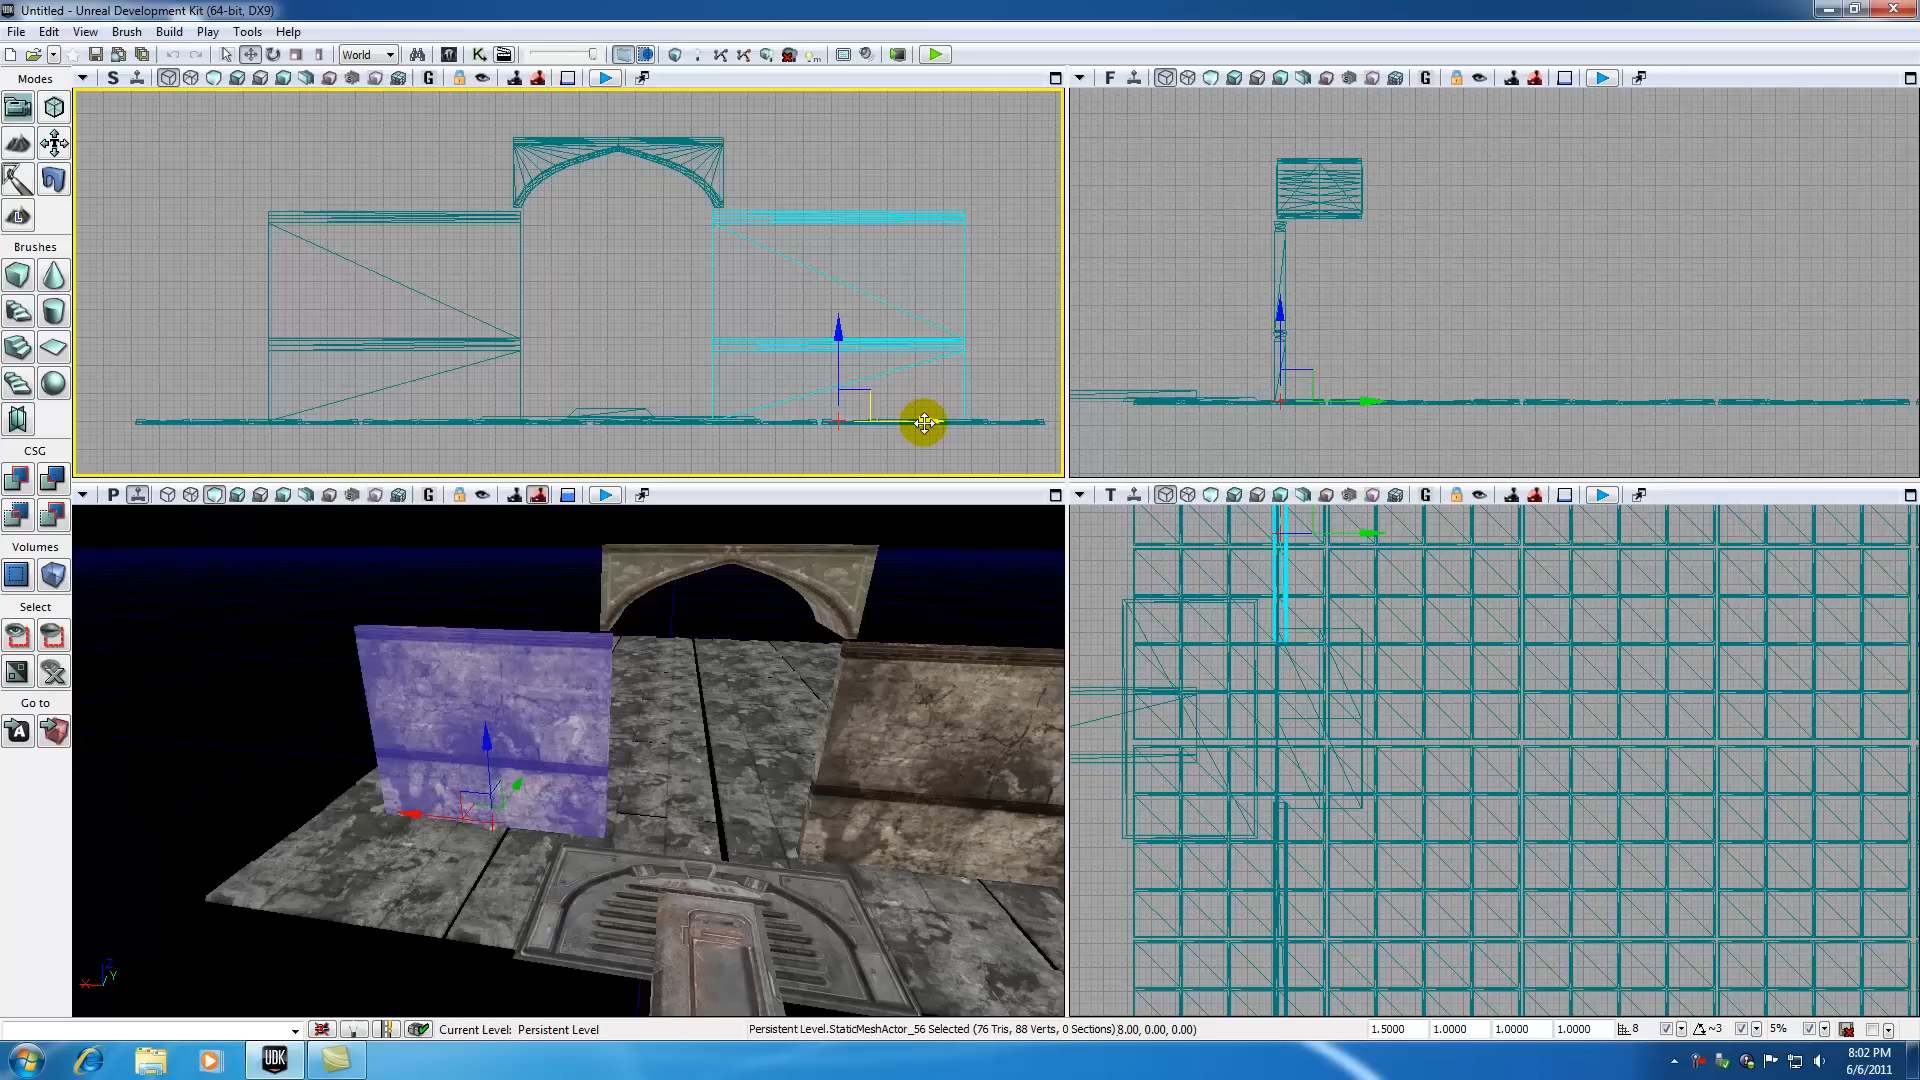 Untitled - Unreal Development Kit (64-bit, DX9)
File Edit View Brush Build Play Tools Help
World
Modes
S G
F G
L
Brushes
CSG
Volumes
Select
Go to
P G
T G
Z
Y
X
Current Level: Persistent Level
Persistent Level.StaticMeshActor_56 Selected (76 Tris, 88 Verts, 0 Sections)
8.00, 0.00, 0.00)
1.5000 1.0000 1.0000 1.0000 8 ~3 5%
UDK
8:02 PM
6/6/2011